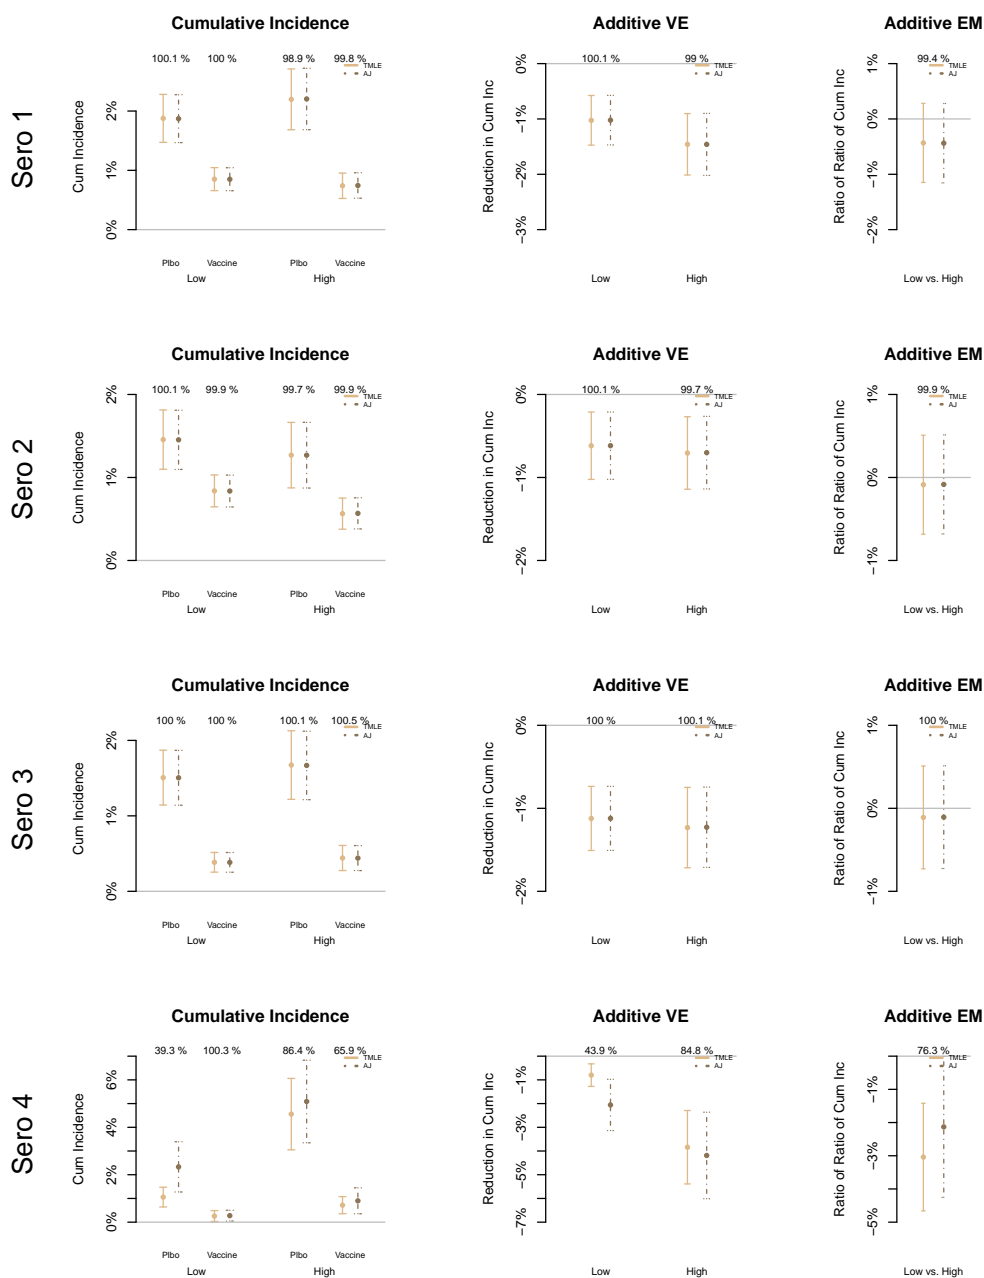 Cumulative Incidence
Additive VE
Additive EM
Sero 1
Cum Incidence
0%
1%
2%
100.1 %
100 %
98.9 %
99.8 %
TMLE
AJ
Plbo
Vaccine
Plbo
Vaccine
Low
High
Reduction in Cum Inc
0%
−1%
−2%
−3%
100.1 %
99 %
TMLE
AJ
Low
High
Ratio of Ratio of Cum Inc
1%
0%
−1%
−2%
99.4 %
TMLE
AJ
Low vs. High
Cumulative Incidence
Additive VE
Additive EM
Sero 2
Cum Incidence
0%
1%
2%
100.1 %
99.9 %
99.7 %
99.9 %
TMLE
AJ
Plbo
Vaccine
Plbo
Vaccine
Low
High
Reduction in Cum Inc
0%
−1%
−2%
100.1 %
99.7 %
TMLE
AJ
Low
High
Ratio of Ratio of Cum Inc
1%
0%
−1%
99.9 %
TMLE
AJ
Low vs. High
Cumulative Incidence
Additive VE
Additive EM
Sero 3
Cum Incidence
0%
1%
2%
100 %
100 %
100.1 %
100.5 %
TMLE
AJ
Plbo
Vaccine
Plbo
Vaccine
Low
High
Reduction in Cum Inc
0%
−1%
−2%
100 %
100.1 %
TMLE
AJ
Low
High
Ratio of Ratio of Cum Inc
1%
0%
−1%
100 %
TMLE
AJ
Low vs. High
Cumulative Incidence
Additive VE
Additive EM
Sero 4
Cum Incidence
0%
2%
4%
6%
39.3 %
100.3 %
86.4 %
65.9 %
TMLE
AJ
Plbo
Vaccine
Plbo
Vaccine
Low
High
Reduction in Cum Inc
−1%
−3%
−5%
−7%
43.9 %
84.8 %
TMLE
AJ
Low
High
Ratio of Ratio of Cum Inc
−1%
−3%
−5%
76.3 %
TMLE
AJ
Low vs. High